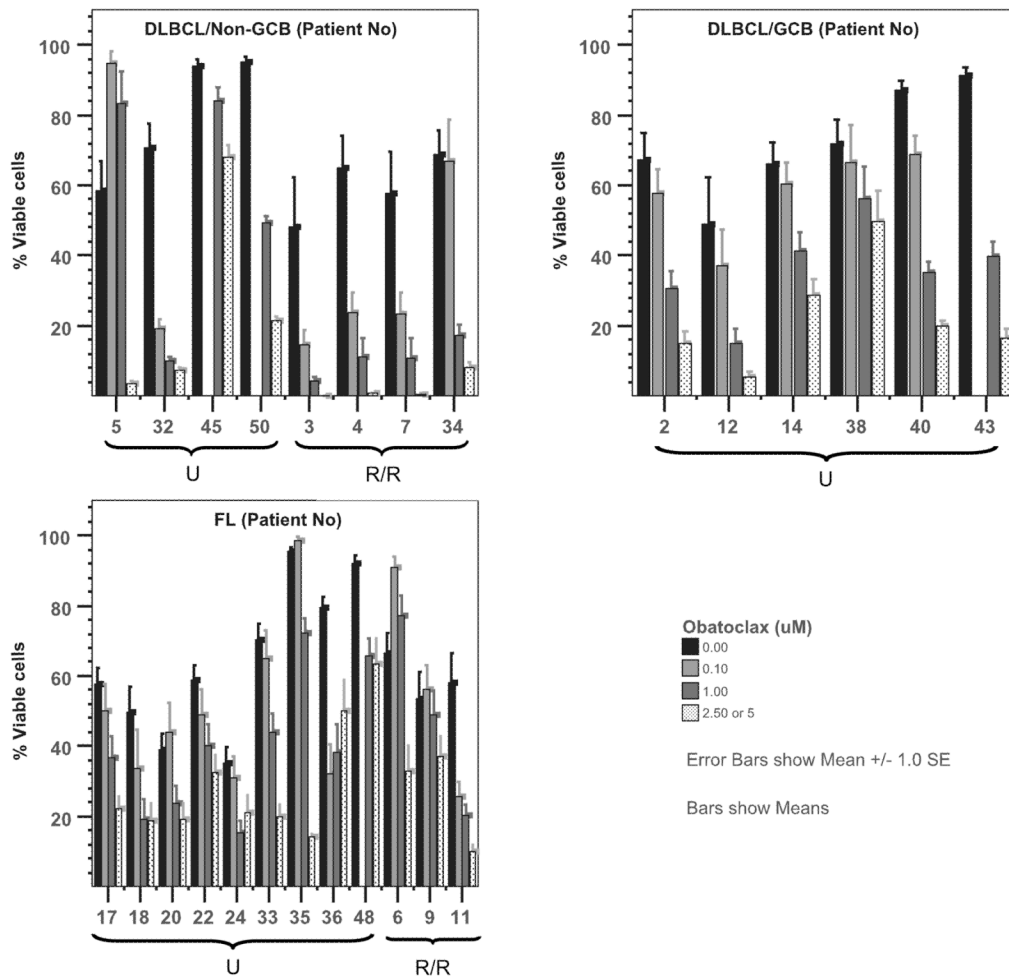 DLBCL/Non-GCB (Patient No)
% Viable cells
100
80
60
40
20
5 32 45 50 3 4 7 34
U R/R
DLBCL/GCB (Patient No)
% Viable cells
100
80
60
40
20
2 12 14 38 40 43
U
FL (Patient No)
% Viable cells
100
80
60
40
20
17 18 20 22 24 33 35 36 48 6 9 11
U R/R
Obatoclax (uM)
0.00
0.10
1.00
2.50 or 5
Error Bars show Mean +/- 1.0 SE
Bars show Means